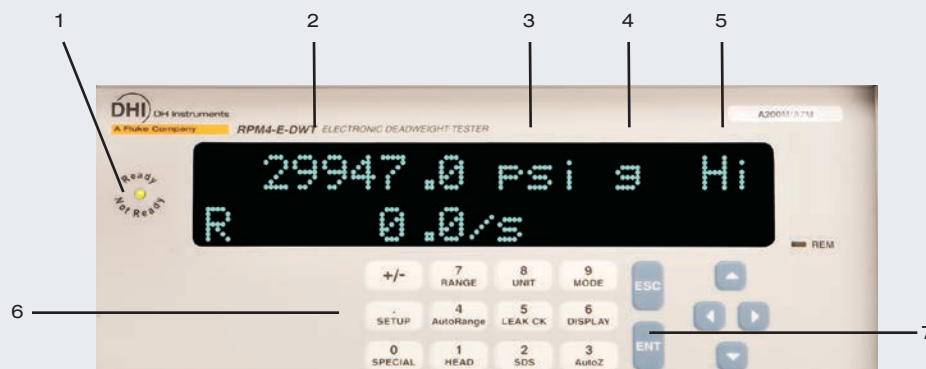 1 2 3 4 5
DHI DH Instruments
A Fluke Company
RPM4-E-DWT ELECTRONIC DEADWEIGHT TESTER
A200M/A7M
Ready
Not Ready
29947.0 psi g Hi
R 0.0/s
REM
+/- 7 RANGE 8 UNIT 9 MODE ESC
6 . SETUP 4 AutoRange 5 LEAK CK 6 DISPLAY 7
0 SPECIAL 1 HEAD 2 SDS 3 AutoZ ENT